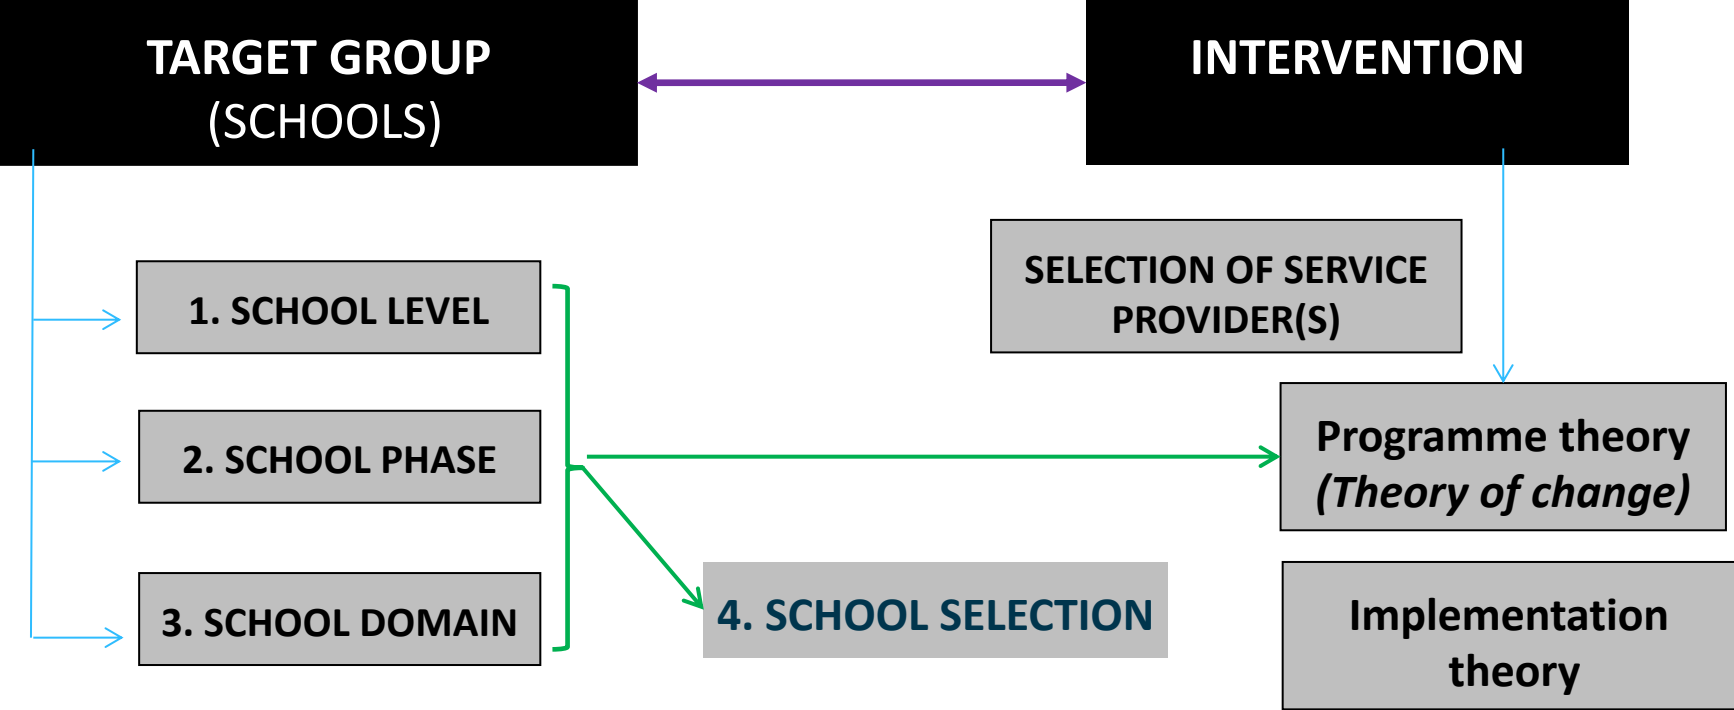 TARGET GROUP
(SCHOOLS)
INTERVENTION
SELECTION OF SERVICE
PROVIDER(S)
1. SCHOOL LEVEL
2. SCHOOL PHASE
3. SCHOOL DOMAIN
4. SCHOOL SELECTION
Programme theory
(Theory of change)
Implementation
theory